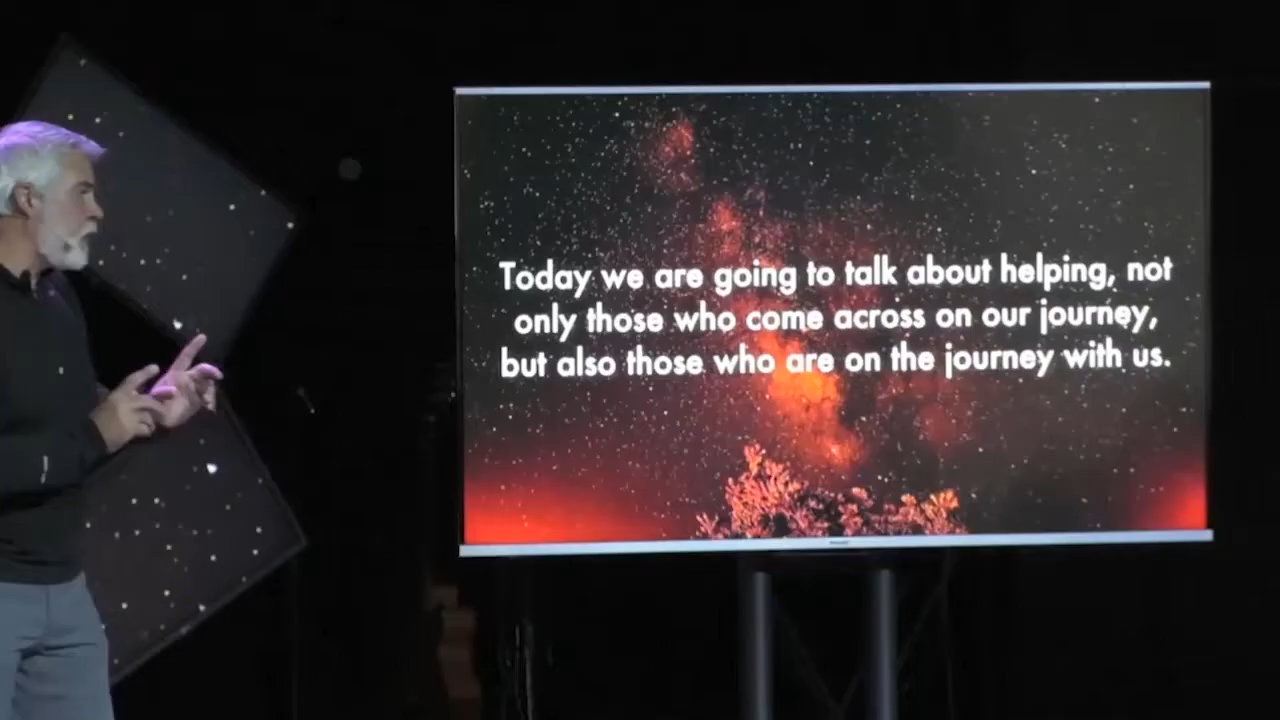 Today we are going to talk about helping, not
only those who come across on our journey,
but also those who are on the journey with us.